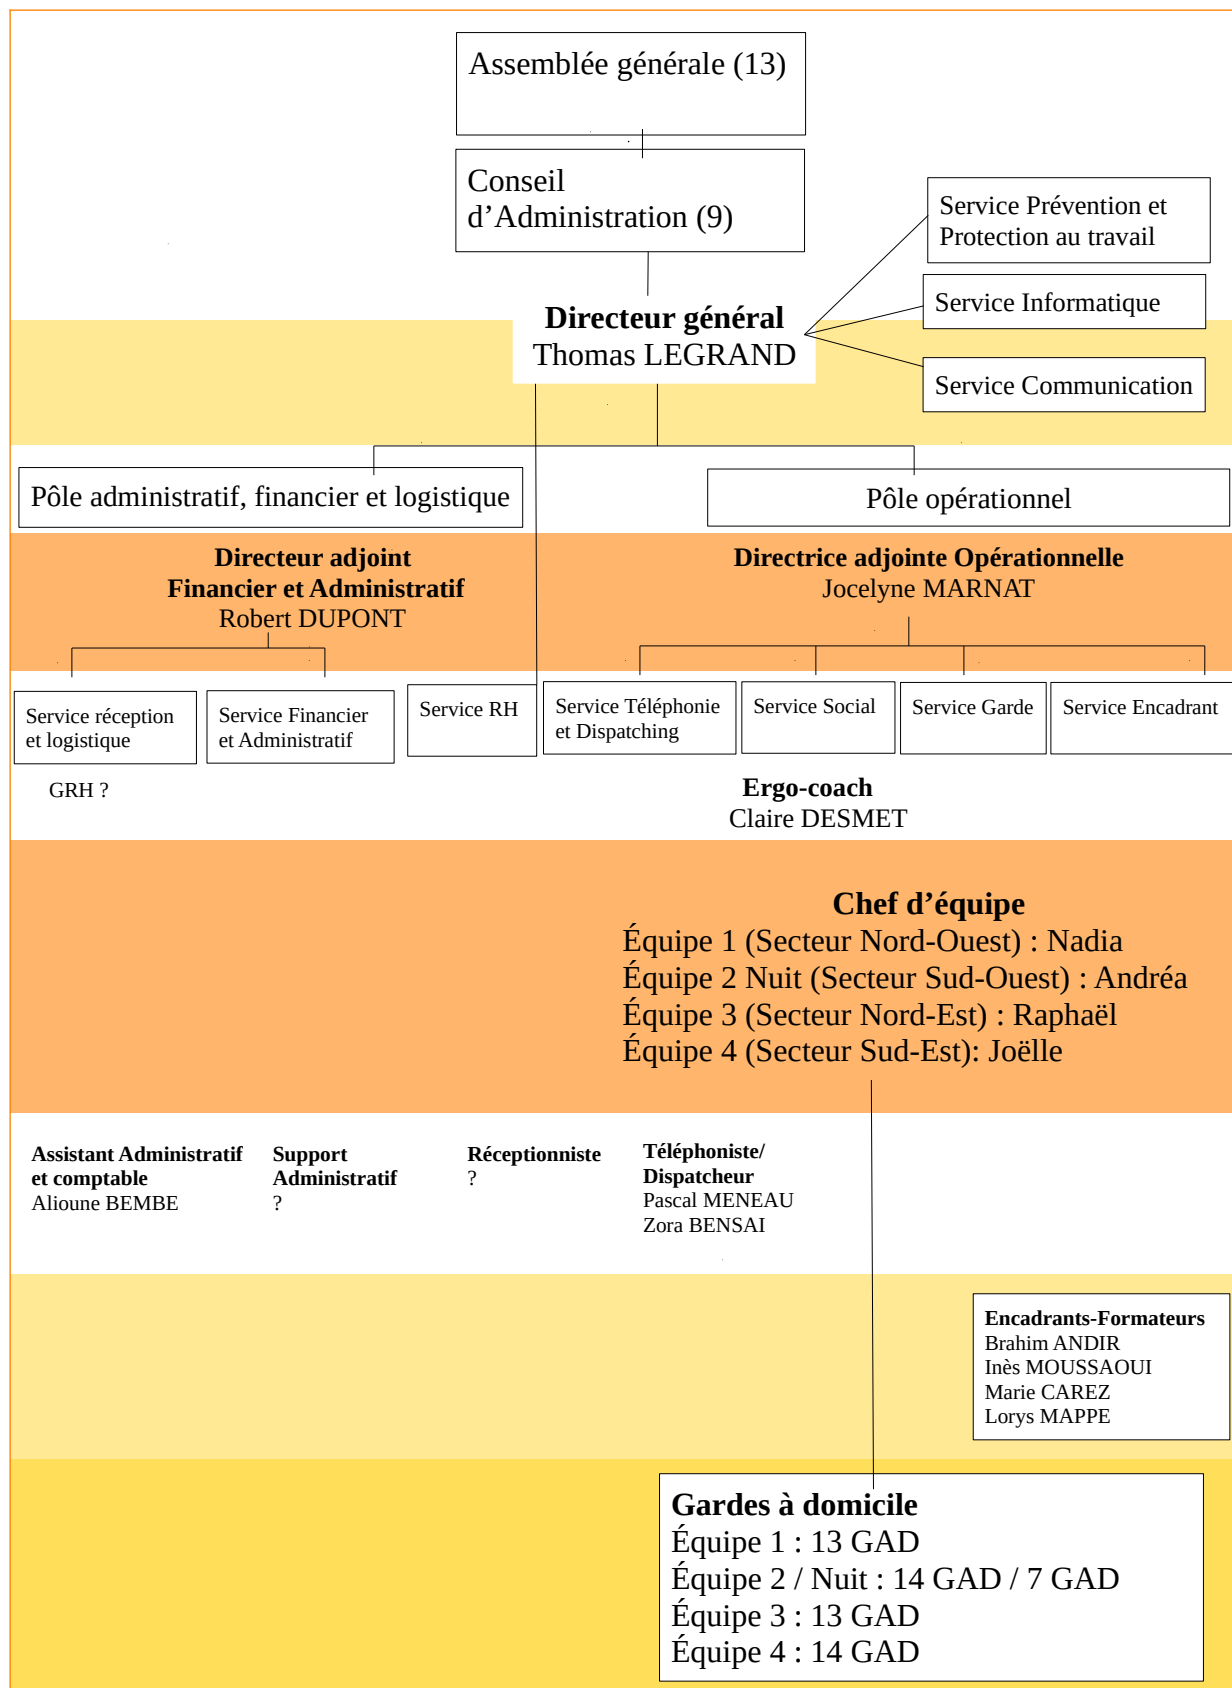 Assemblée générale (13)
Conseil
d’Administration (9)
Service Prévention et
Protection au travail
Service Informatique
Service Communication
Directeur général
Thomas LEGRAND
Pôle administratif, financier et logistique
Pôle opérationnel
Directeur adjoint
Financier et Administratif
Robert DUPONT
Directrice adjointe Opérationnelle
Jocelyne MARNAT
Service réception
et logistique
Service Financier
et Administratif
Service RH
Service Téléphonie
et Dispatching
Service Social
Service Garde
Service Encadrant
GRH ?
Ergo-coach
Claire DESMET
Chef d’équipe
Équipe 1 (Secteur Nord-Ouest) : Nadia
Équipe 2 Nuit (Secteur Sud-Ouest) : Andréa
Équipe 3 (Secteur Nord-Est) : Raphaël
Équipe 4 (Secteur Sud-Est): Joëlle
Assistant Administratif
et comptable
Alioune BEMBE
Support
Administratif
?
Réceptionniste
?
Téléphoniste/
Dispatcheur
Pascal MENEAU
Zora BENSAI
Encadrants-Formateurs
Brahim ANDIR
Inès MOUSSAOUI
Marie CAREZ
Lorys MAPPE
Gardes à domicile
Équipe 1 : 13 GAD
Équipe 2 / Nuit : 14 GAD / 7 GAD
Équipe 3 : 13 GAD
Équipe 4 : 14 GAD